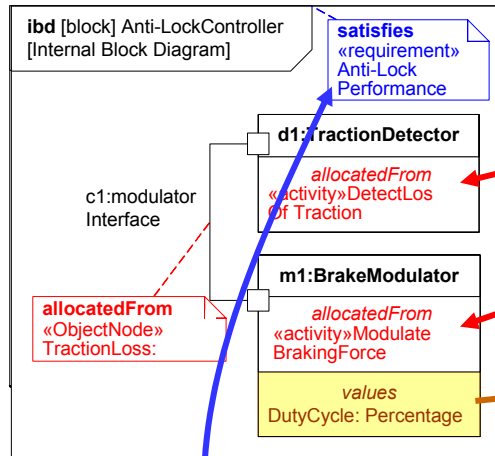 ibd [block] Anti-LockController
[Internal Block Diagram]
satisfies
«requirement»
Anti-Lock
Performance
d1:TractionDetector
allocatedFrom
«activity»DetectLos
Of Traction
c1:modulator
Interface
m1:BrakeModulator
allocatedFrom
«activity»Modulate
BrakingForce
allocatedFrom
«ObjectNode»
TractionLoss:
values
DutyCycle: Percentage